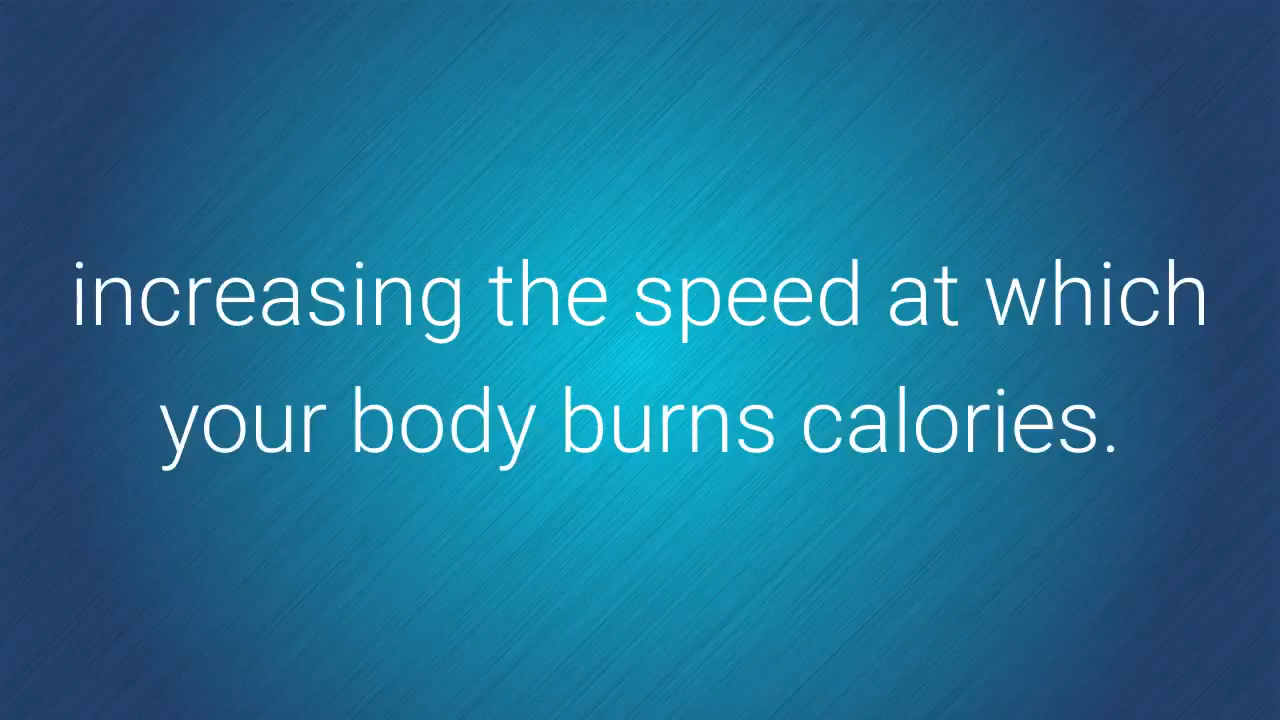 increasing the speed at which
your body burns calories.